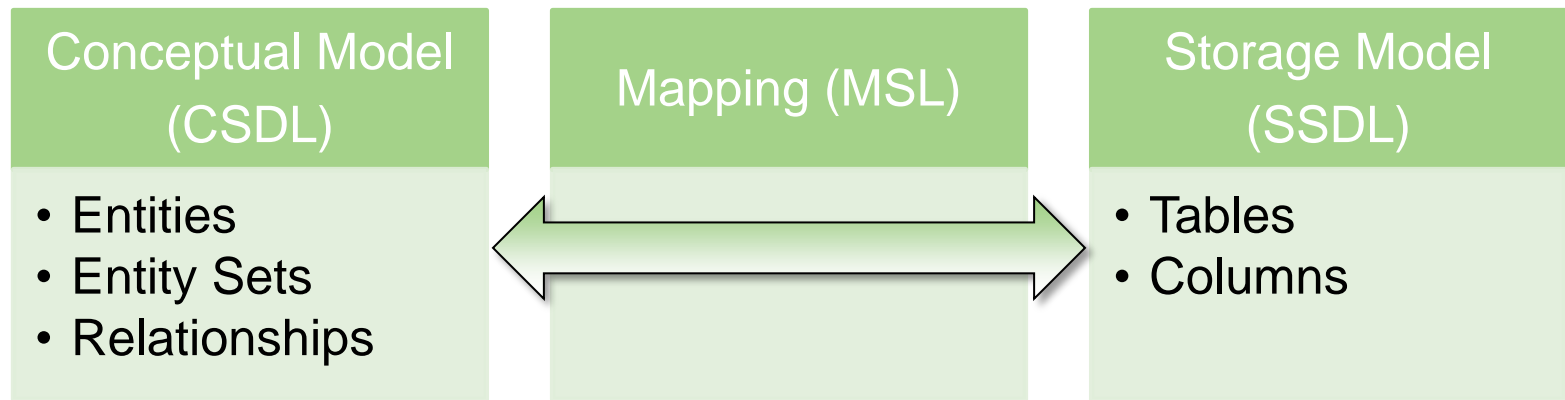 Conceptual Model
(CSDL)
• Entities
• Entity Sets
• Relationships
Mapping (MSL)
Storage Model
(SSDL)
• Tables
• Columns